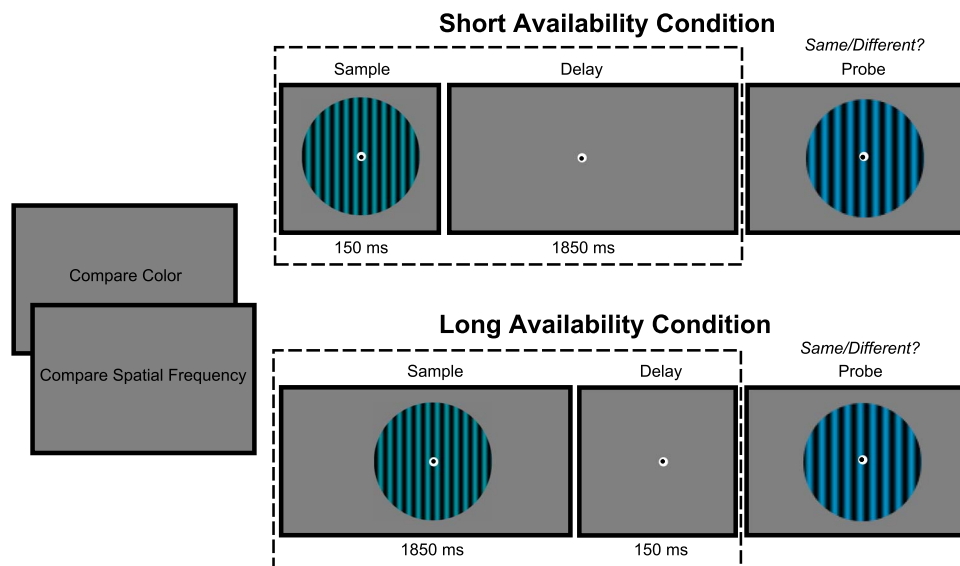 Short Availability Condition
Same/Different?
Sample
Delay
Probe
150 ms
1850 ms
Compare Color
Compare Spatial Frequency
Long Availability Condition
Same/Different?
Sample
Delay
Probe
1850 ms
150 ms